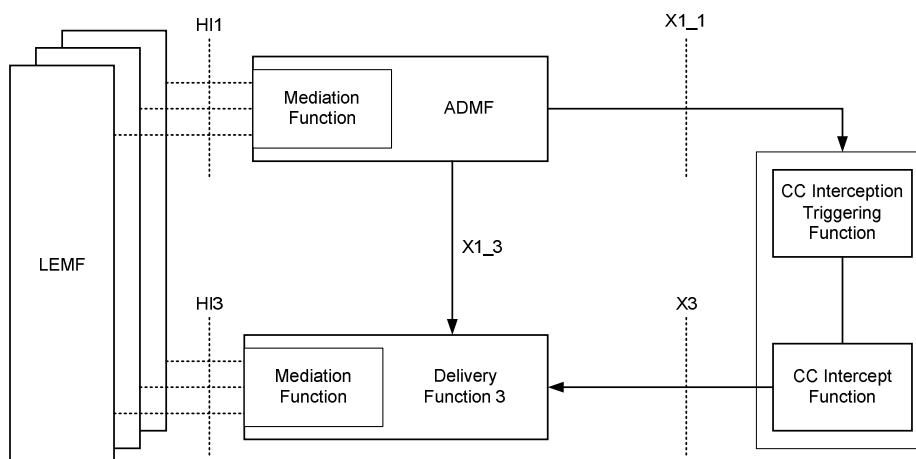 HI1
X1_1
Mediation
Function
ADMF
CC Interception
Triggering
Function
LEMF
X1_3
HI3
X3
Mediation
Function
Delivery
Function 3
CC Intercept
Function